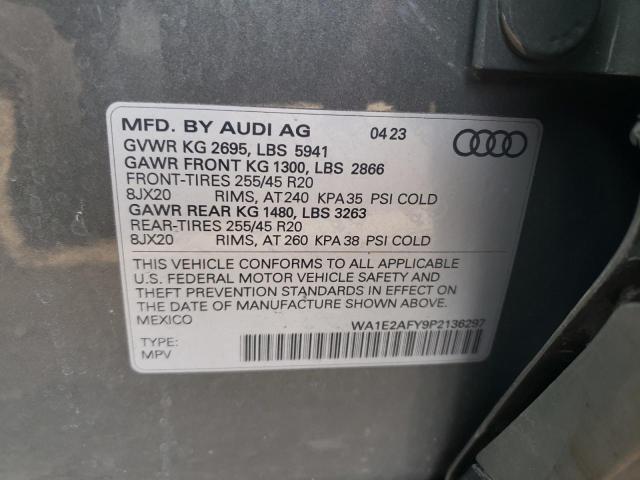 MFD. BY AUDI AG 04 23
GVWR KG 2695, LBS 5941
GAWR FRONT KG 1300, LBS 2866
FRONT-TIRES 255/45 R20
8JX20 RIMS, AT 240 KPA 35 PSI COLD
GAWR REAR KG 1480, LBS 3263
REAR-TIRES 255/45 R20
8JX20 RIMS, AT 260 KPA 38 PSI COLD
THIS VEHICLE CONFORMS TO ALL APPLICABLE
U.S. FEDERAL MOTOR VEHICLE SAFETY AND
THEFT PREVENTION STANDARDS IN EFFECT ON
THE DATE OF MANUFACTURE SHOWN ABOVE.
MEXICO WA1E2AFY9P2136297
TYPE:
MPV